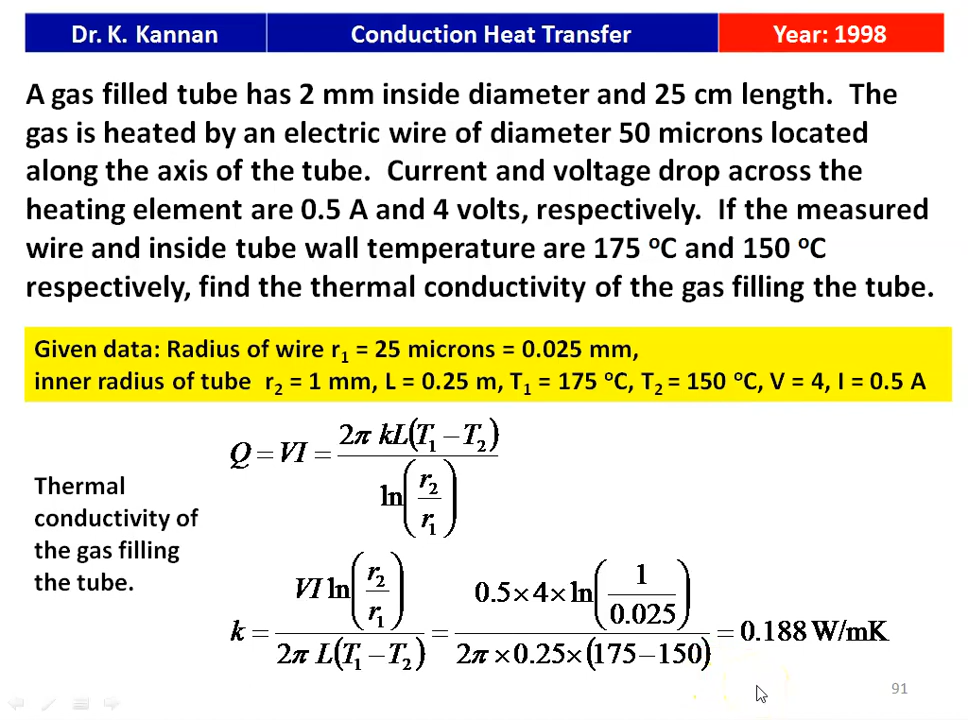 Dr. K. Kannan
Conduction Heat Transfer
Year: 1998
A gas filled tube has 2 mm inside diameter and 25 cm length. The
gas is heated by an electric wire of diameter 50 microns located
along the axis of the tube. Current and voltage drop across the
heating element are 0.5 A and 4 volts, respectively. If the measured
wire and inside tube wall temperature are 175 ⁰C and 150 ⁰C
respectively, find the thermal conductivity of the gas filling the tube.
Given data: Radius of wire r₁ = 25 microns = 0.025 mm,
inner radius of tube r₂ = 1 mm, L = 0.25 m, T₁ = 175 ⁰C, T₂ = 150 ⁰C, V = 4, I = 0.5 A
Q = VI = 2π kL(T₁ − T₂) / ln(r₂ / r₁)
Thermal
conductivity of
the gas filling
the tube.
k = VI ln(r₂ / r₁) / 2π L(T₁ − T₂) = 0.5 × 4 × ln(1 / 0.025) / 2π × 0.25 × (175 − 150) = 0.188 W/mK
91